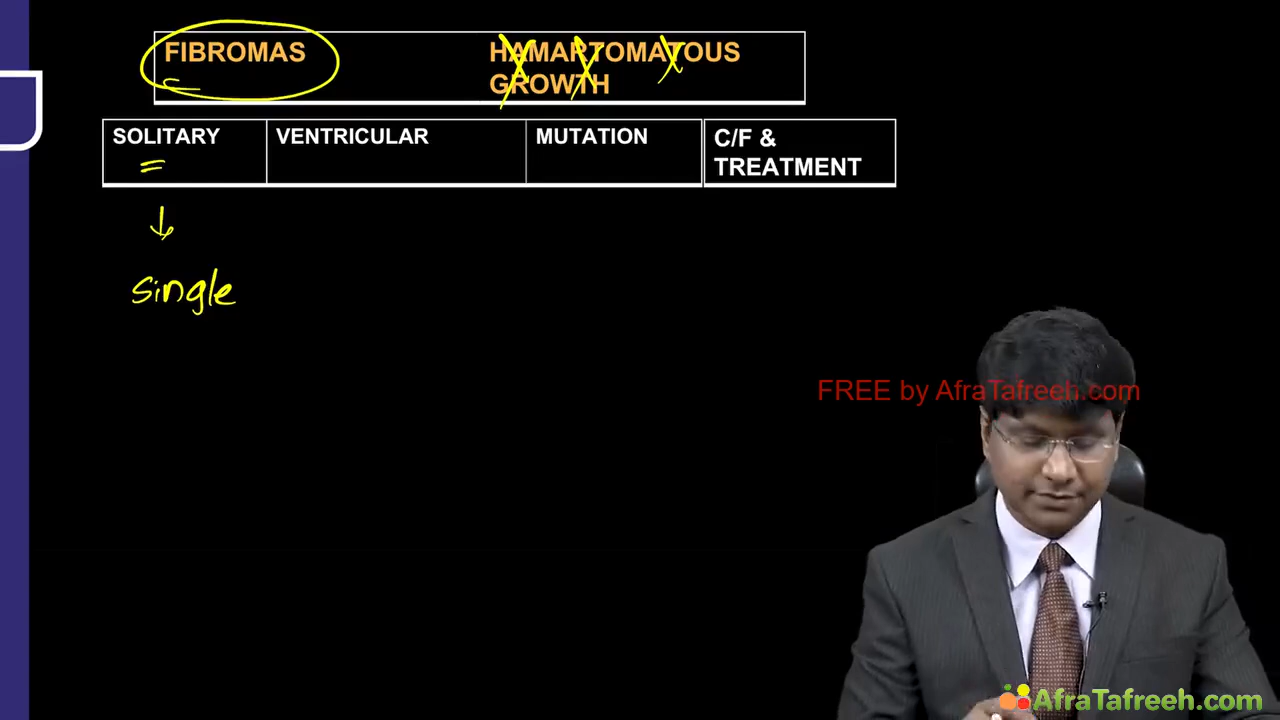 FIBROMAS HAMARTOMATOUS
GROWTH
SOLITARY VENTRICULAR MUTATION C/F &
TREATMENT
single
FREE by AfraTafreeh.com
AfraTafreeh.com